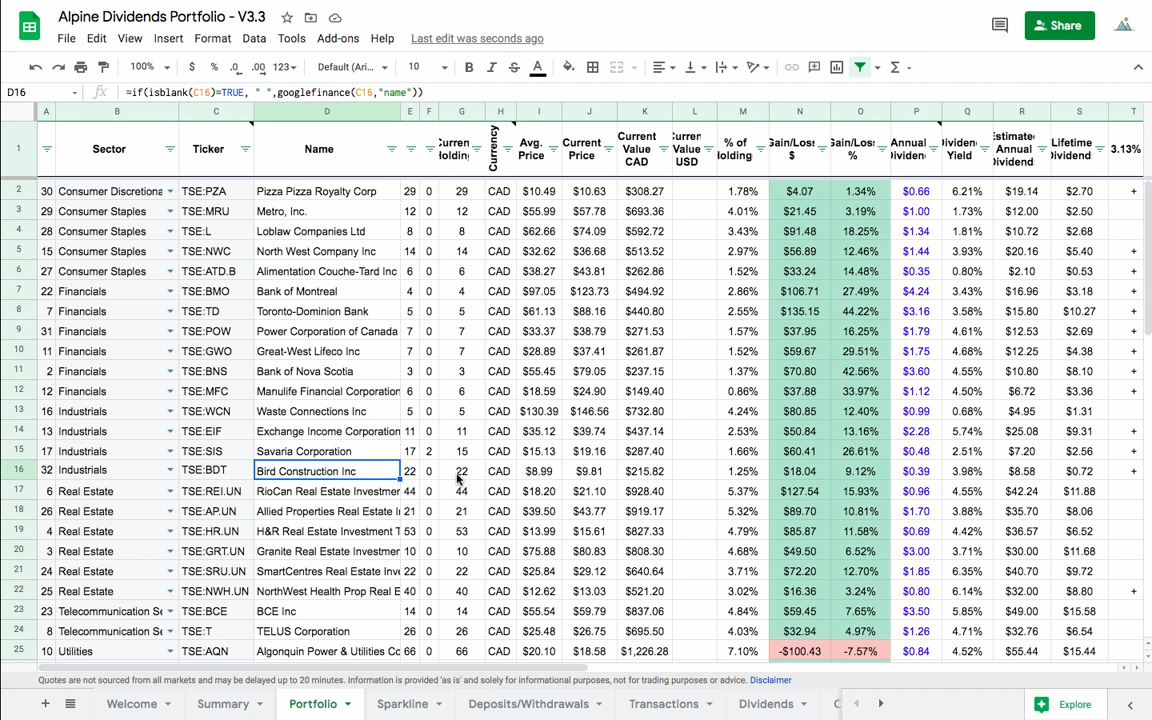 Alpine Dividends Portfolio - V3.3
File Edit View Insert Format Data Tools Add-ons Help Last edit was seconds ago
Share
100% $ % .0 .00 123 Default (Ari... 10 B I S A
D16 fx =if(isblank(C16)=TRUE, " ",googlefinance(C16,"name"))
A B C D E F G H I J K L M N O P Q R S T
1 Sector Ticker Name Curren Holding Currency Avg. Price Current Price Current Value CAD Curren Value USD % of Holding Gain/Loss $ Gain/Loss % Annual Dividend Dividend Yield Estimate Annual Dividend Lifetime Dividend 3.13%
2 30 Consumer Discretiona TSE:PZA Pizza Pizza Royalty Corp 29 0 29 CAD $10.49 $10.63 $308.27 1.78% $4.07 1.34% $0.66 6.21% $19.14 $2.70 +
3 29 Consumer Staples TSE:MRU Metro, Inc. 12 0 12 CAD $55.99 $57.78 $693.36 4.01% $21.45 3.19% $1.00 1.73% $12.00 $2.50
4 28 Consumer Staples TSE:L Loblaw Companies Ltd 8 0 8 CAD $62.66 $74.09 $592.72 3.43% $91.48 18.25% $1.34 1.81% $10.72 $2.68
5 15 Consumer Staples TSE:NWC North West Company Inc 14 0 14 CAD $32.62 $36.68 $513.52 2.97% $56.89 12.46% $1.44 3.93% $20.16 $5.40 +
6 27 Consumer Staples TSE:ATD.B Alimentation Couche-Tard Inc 6 0 6 CAD $38.27 $43.81 $262.86 1.52% $33.24 14.48% $0.35 0.80% $2.10 $0.53 +
7 22 Financials TSE:BMO Bank of Montreal 4 0 4 CAD $97.05 $123.73 $494.92 2.86% $106.71 27.49% $4.24 3.43% $16.96 $3.18 +
8 7 Financials TSE:TD Toronto-Dominion Bank 5 0 5 CAD $61.13 $88.16 $440.80 2.55% $135.15 44.22% $3.16 3.58% $15.80 $10.27 +
9 31 Financials TSE:POW Power Corporation of Canada 7 0 7 CAD $33.37 $38.79 $271.53 1.57% $37.95 16.25% $1.79 4.61% $12.53 $2.69 +
10 11 Financials TSE:GWO Great-West Lifeco Inc 7 0 7 CAD $28.89 $37.41 $261.87 1.52% $59.67 29.51% $1.75 4.68% $12.25 $4.38 +
11 2 Financials TSE:BNS Bank of Nova Scotia 3 0 3 CAD $55.45 $79.05 $237.15 1.37% $70.80 42.56% $3.60 4.55% $10.80 $8.10 +
12 12 Financials TSE:MFC Manulife Financial Corporation 6 0 6 CAD $18.59 $24.90 $149.40 0.86% $37.88 33.97% $1.12 4.50% $6.72 $3.36 +
13 16 Industrials TSE:WCN Waste Connections Inc 5 0 5 CAD $130.39 $146.56 $732.80 4.24% $80.85 12.40% $0.99 0.68% $4.95 $1.31
14 13 Industrials TSE:EIF Exchange Income Corporation 11 0 11 CAD $35.12 $39.74 $437.14 2.53% $50.84 13.16% $2.28 5.74% $25.08 $9.31 +
15 17 Industrials TSE:SIS Savaria Corporation 17 2 15 CAD $15.13 $19.16 $287.40 1.66% $60.40 26.61% $0.48 2.51% $7.20 $2.56 +
16 32 Industrials TSE:BDT Bird Construction Inc 22 0 22 CAD $8.99 $9.81 $215.82 1.25% $18.04 9.12% $0.39 3.98% $8.58 $0.72 +
17 6 Real Estate TSE:REI.UN RioCan Real Estate Investmen 44 0 44 CAD $18.20 $21.10 $928.40 5.37% $127.54 15.93% $0.96 4.55% $42.24 $11.88
18 26 Real Estate TSE:AP.UN Allied Properties Real Estate I 21 0 21 CAD $39.50 $43.77 $919.17 5.32% $89.70 10.81% $1.70 3.88% $35.70 $8.06
19 4 Real Estate TSE:HR.UN H&R Real Estate Investment T 53 0 53 CAD $13.99 $15.61 $827.33 4.79% $85.87 11.58% $0.69 4.42% $36.57 $6.52
20 3 Real Estate TSE:GRT.UN Granite Real Estate Investmen 10 0 10 CAD $75.88 $80.83 $808.30 4.68% $49.50 6.52% $3.00 3.71% $30.00 $11.68
21 24 Real Estate TSE:SRU.UN SmartCentres Real Estate Inve 22 0 22 CAD $25.84 $29.12 $640.64 3.71% $72.20 12.70% $1.85 6.35% $40.70 $9.72
22 25 Real Estate TSE:NWH.UN NorthWest Health Prop Real E 40 0 40 CAD $12.62 $13.03 $521.20 3.02% $16.36 3.24% $0.80 6.14% $32.00 $8.80 +
23 23 Telecommunication Se TSE:BCE BCE Inc 14 0 14 CAD $55.54 $59.79 $837.06 4.84% $59.45 7.65% $3.50 5.85% $49.00 $15.58
24 8 Telecommunication Se TSE:T TELUS Corporation 26 0 26 CAD $25.48 $26.75 $695.50 4.03% $32.94 4.97% $1.26 4.71% $32.76 $6.54
25 10 Utilities TSE:AQN Algonquin Power & Utilities Co 66 0 66 CAD $20.10 $18.58 $1,226.28 7.10% -$100.43 -7.57% $0.84 4.52% $55.44 $15.44
Quotes are not sourced from all markets and may be delayed up to 20 minutes. Information is provided 'as is' and solely for informational purposes, not for trading purposes or advice. Disclaimer
Welcome Summary Portfolio Sparkline Deposits/Withdrawals Transactions Dividends Explore